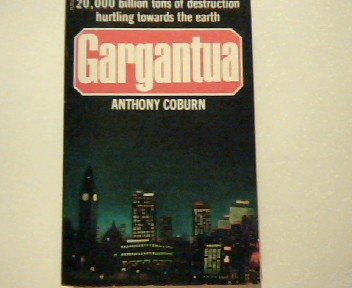 20,000 billion tons of destruction
hurtling towards the earth
Gargantua
ANTHONY COBURN